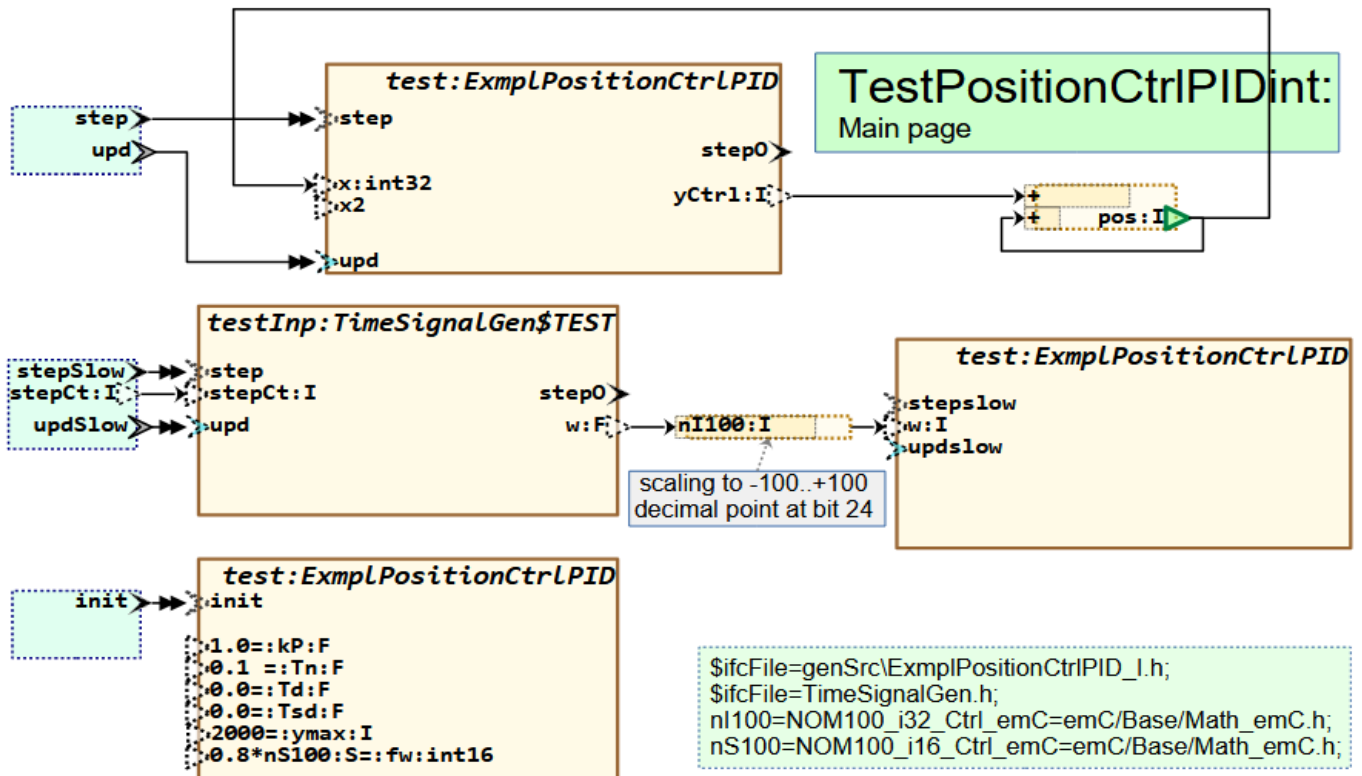 test:ExmplPositionCtrlPID
TestPositionCtrlPIDint:
Main page
step
upd
step
x:int32
x2
upd
stepO
yCtrl:I
+
+
pos:I
testInp:TimeSignalGen$TEST
stepSlow
stepCt:I
updSlow
step
stepCt:I
upd
stepO
w:F
nI100:I
scaling to -100..+100
decimal point at bit 24
test:ExmplPositionCtrlPID
stepslow
w:I
updslow
test:ExmplPositionCtrlPID
init
init
1.0=:kP:F
0.1 =:Tn:F
0.0=:Td:F
0.0=:Tsd:F
2000=:ymax:I
0.8*nS100:S=:fw:int16
$ifcFile=genSrc\ExmplPositionCtrlPID_I.h;
$ifcFile=TimeSignalGen.h;
nI100=NOM100_i32_Ctrl_emC=emC/Base/Math_emC.h;
nS100=NOM100_i16_Ctrl_emC=emC/Base/Math_emC.h;